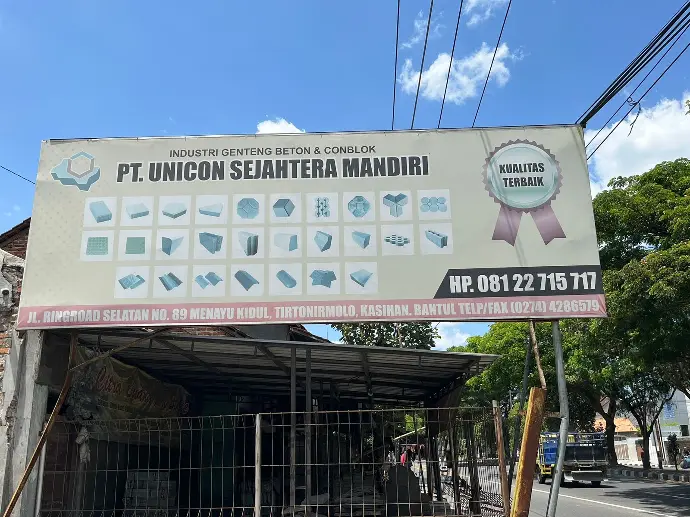 INDUSTRI GENTENG BETON & CONBLOK
PT. UNICON SEJAHTERA MANDIRI
KUALITAS
TERBAIK
HP. 081 22 715 717
JL. RINGROAD SELATAN NO. 89 MENAYU KIDUL, TIRTONIRMOLO, KASIHAN. BANTUL TELP/FAX (0274) 4286579